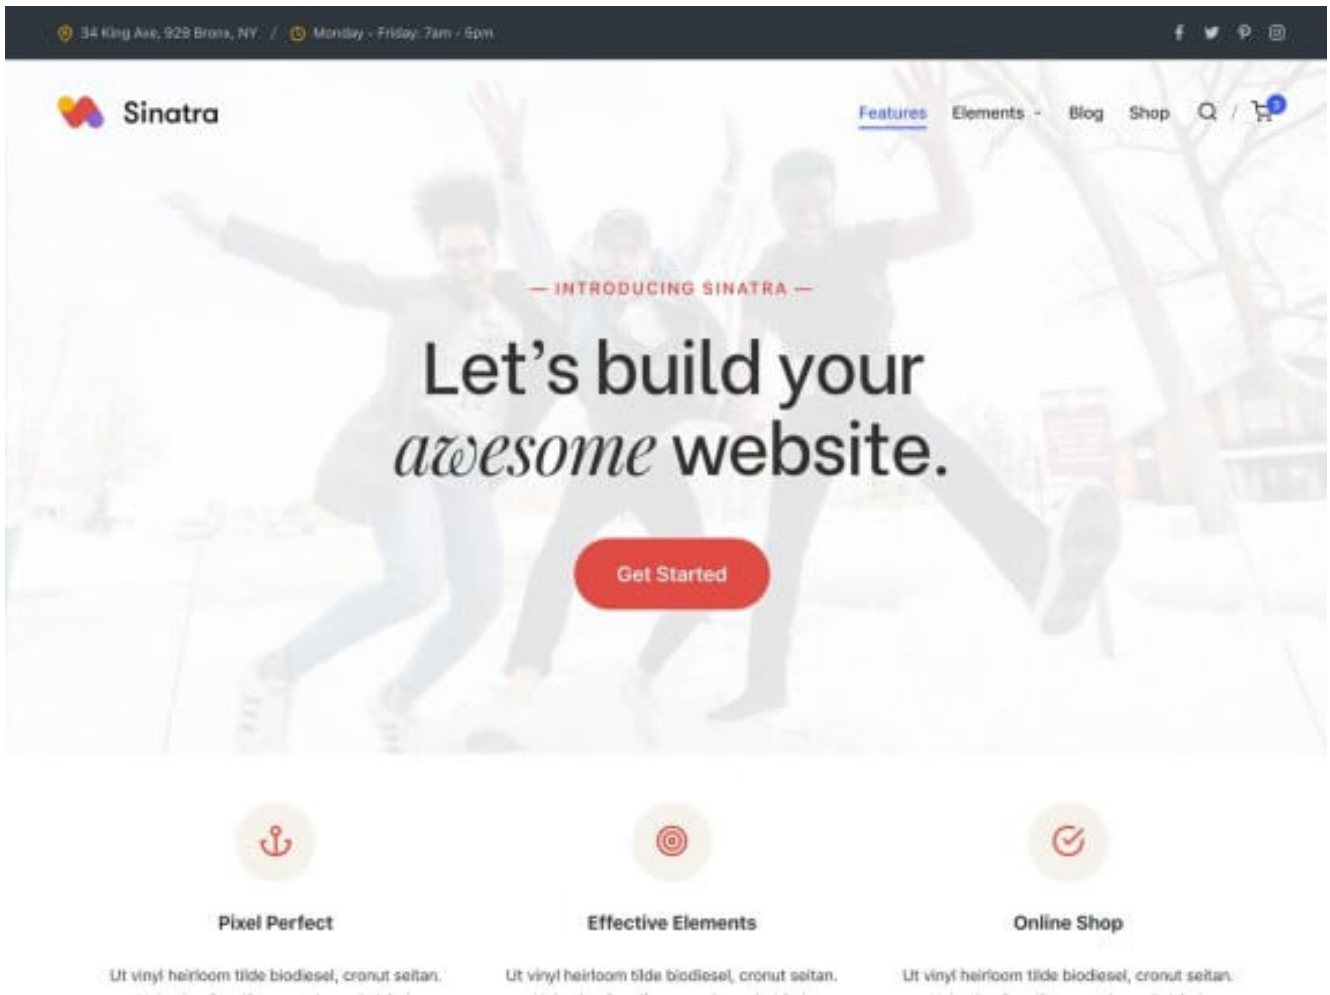 34 King Ave, 929 Bronx, NY / Monday - Friday: 7am - 6pm
Sinatra
Features Elements Blog Shop / 3
— INTRODUCING SINATRA —
Let’s build your
awesome website.
Get Started
Pixel Perfect
Effective Elements
Online Shop
Ut vinyl heirloom tilde biodiesel, cronut seitan.
Ut vinyl heirloom tilde biodiesel, cronut seitan.
Ut vinyl heirloom tilde biodiesel, cronut seitan.